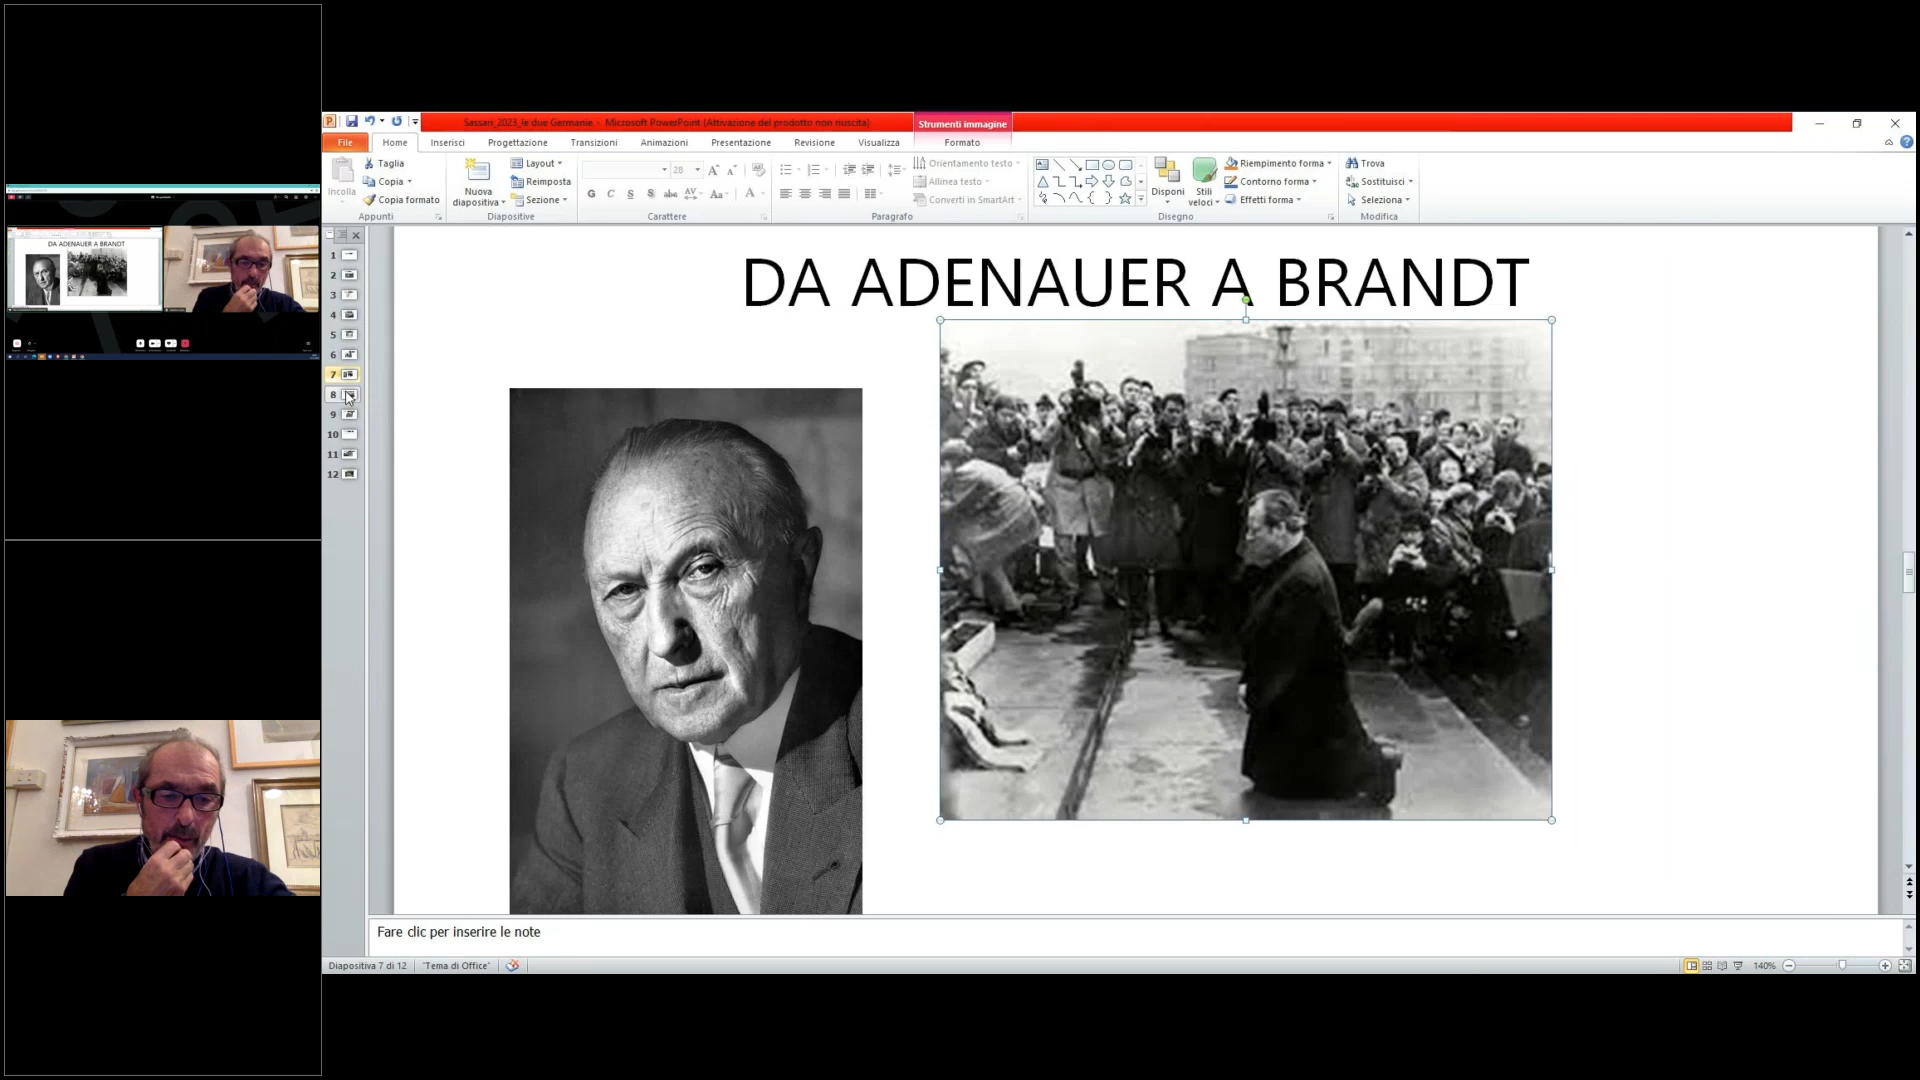 Sassari_2023_le due Germanie - Microsoft PowerPoint (Attivazione del prodotto non riuscita)
Strumenti immagine
File Home Inserisci Progettazione Transizioni Animazioni Presentazione Revisione Visualizza Formato
Incolla
Taglia
Copia
Copia formato
Appunti
Nuova diapositiva
Layout
Reimposta
Sezione
Diapositive
28
G C S S abc AV Aa A
Carattere
Paragrafo
Orientamento testo
Allinea testo
Converti in SmartArt
Disponi
Stili veloci
Riempimento forma
Contorno forma
Effetti forma
Disegno
Trova
Sostituisci
Seleziona
Modifica
1
2
3
4
5
6
7
8
9
10
11
12
DA ADENAUER A BRANDT
DA ADENAUER A BRANDT
Fare clic per inserire le note
Diapositiva 7 di 12
"Tema di Office"
140%